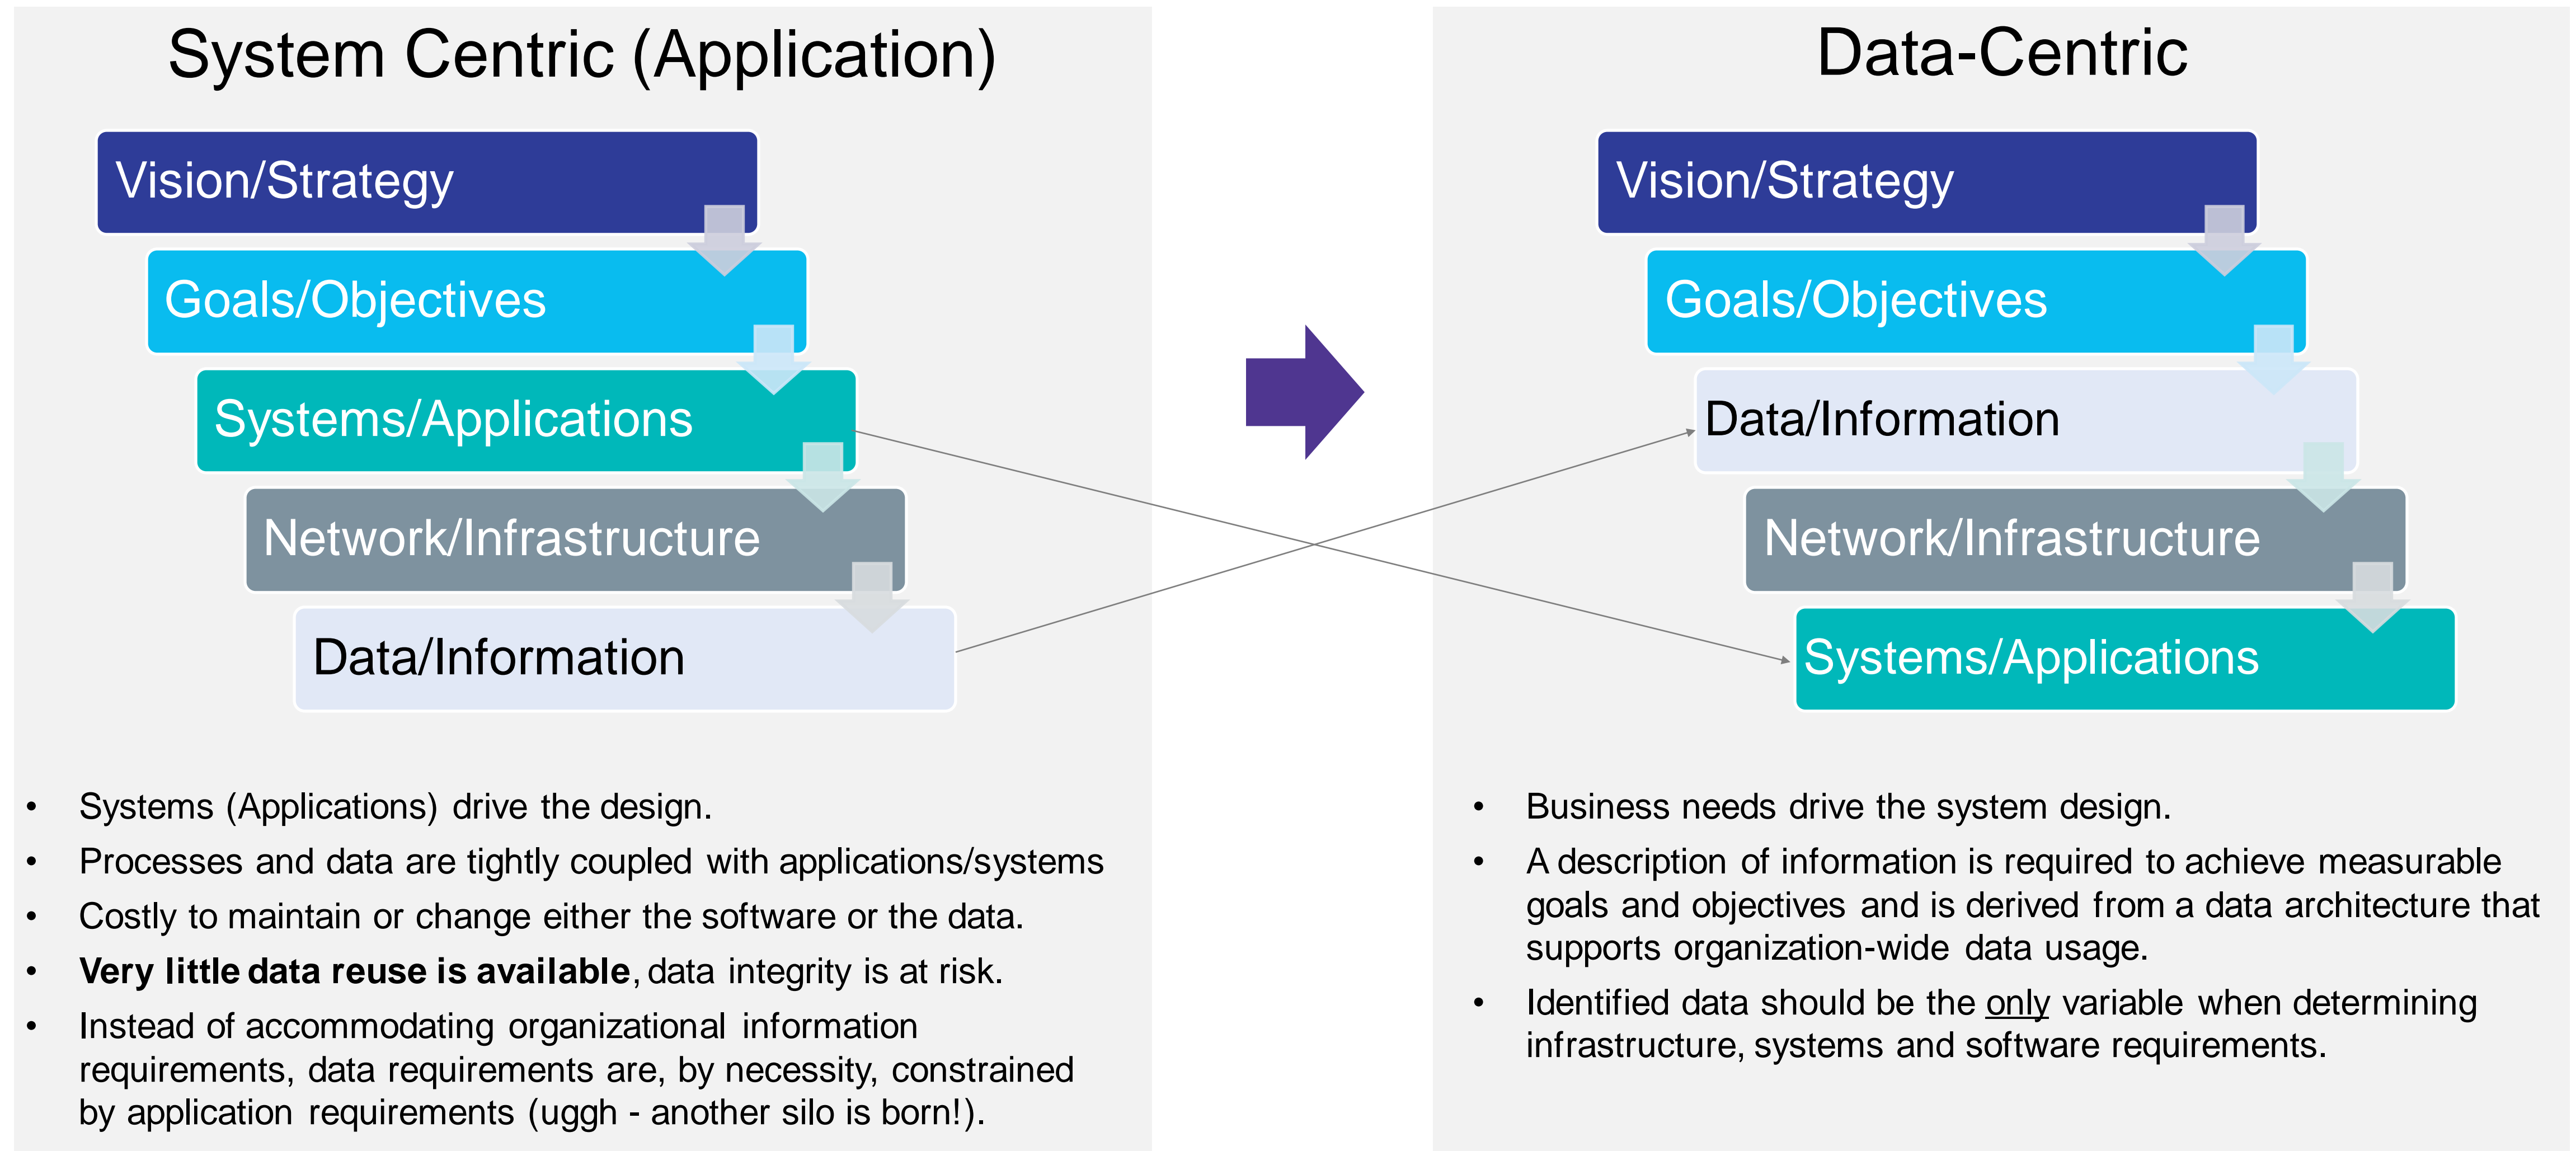 System Centric (Application)
Vision/Strategy
Goals/Objectives
Systems/Applications
Network/Infrastructure
Data/Information
• Systems (Applications) drive the design.
• Processes and data are tightly coupled with applications/systems
• Costly to maintain or change either the software or the data.
• Very little data reuse is available, data integrity is at risk.
• Instead of accommodating organizational information
requirements, data requirements are, by necessity, constrained
by application requirements (uggh - another silo is born!).
Data-Centric
Vision/Strategy
Goals/Objectives
Data/Information
Network/Infrastructure
Systems/Applications
• Business needs drive the system design.
• A description of information is required to achieve measurable
goals and objectives and is derived from a data architecture that
supports organization-wide data usage.
• Identified data should be the only variable when determining
infrastructure, systems and software requirements.